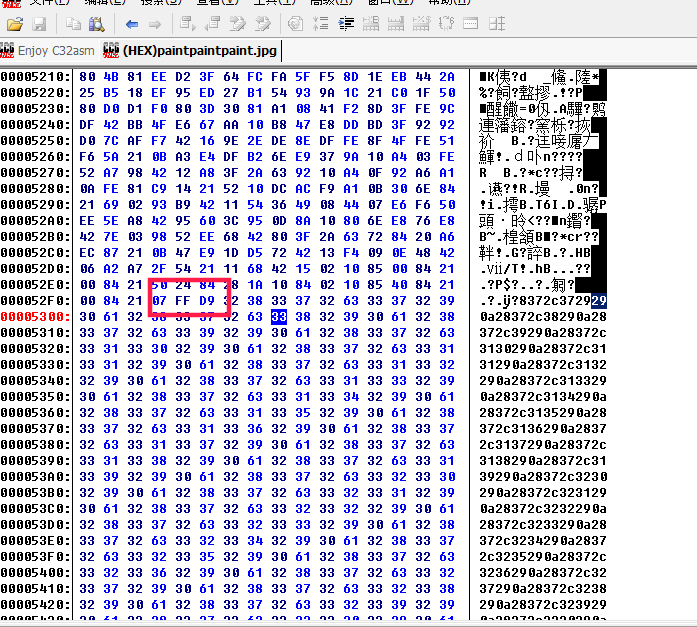 Enjoy C32asm (HEX)paintpaintpaint.jpg
00005210: 80 4B 81 EE D2 3F 64 FC FA 5F F5 8D 1E EB 44 2A
00005220: 25 B5 18 EF 95 ED 27 B1 54 93 9A 1C 21 C0 1F 50
00005230: 80 D0 D1 F0 80 3D 30 81 A1 08 41 F2 8D 3F FE 9C
00005240: DF 42 BB 4F E6 67 AA 10 B8 47 E8 DD BD 3F 92 92
00005250: D0 7C AF F7 42 16 9E 2E DE 8E DF FE 8F 4F FE 51
00005260: F6 5A 21 0B A3 E4 DF B2 6E E9 37 9A 10 A4 03 FE
00005270: 52 A7 98 42 12 A8 3F 2A 63 92 10 A4 0F 92 A6 A1
00005280: 0A FE 81 C9 14 21 52 10 DC AC F9 A1 0B 30 6E 84
00005290: 21 69 02 93 B9 42 11 54 36 49 08 44 07 E6 F6 50
000052A0: EE 5E A8 42 95 60 3C 95 0D 8A 10 80 6E E8 76 E8
000052B0: 42 7E 03 98 52 EE 68 42 80 3F 2A 63 72 84 20 A6
000052C0: EC 87 21 0B 47 E9 1D D5 72 42 13 F4 09 0E 48 42
000052D0: 06 A2 A7 2F 54 21 11 68 42 15 02 10 85 00 84 21
000052E0: 00 84 21 50 24 84 28 1A 10 84 02 10 85 40 84 21
000052F0: 00 84 21 07 FF D9 32 38 33 37 32 63 33 37 32 39 8372c3729
00005300: 30 61 32 38 33 37 32 63 33 38 32 39 30 61 32 38 0a28372c38290a28
00005310: 33 37 32 63 33 39 32 39 30 61 32 38 33 37 32 63 372c39290a28372c
00005320: 33 31 33 30 32 39 30 61 32 38 33 37 32 63 33 31 3130290a28372c31
00005330: 33 31 32 39 30 61 32 38 33 37 32 63 33 31 33 32 31290a28372c3132
00005340: 32 39 30 61 32 38 33 37 32 63 33 31 33 33 32 39 290a28372c313329
00005350: 30 61 32 38 33 37 32 63 33 31 33 34 32 39 30 61 0a28372c3134290a
00005360: 32 38 33 37 32 63 33 31 33 35 32 39 30 61 32 38 28372c3135290a28
00005370: 33 37 32 63 33 31 33 36 32 39 30 61 32 38 33 37 372c3136290a2837
00005380: 32 63 33 31 33 37 32 39 30 61 32 38 33 37 32 63 2c3137290a28372c
00005390: 33 31 33 38 32 39 30 61 32 38 33 37 32 63 33 31 3138290a28372c31
000053A0: 33 39 32 39 30 61 32 38 33 37 32 63 33 32 33 30 39290a28372c3230
000053B0: 32 39 30 61 32 38 33 37 32 63 33 32 33 31 32 39 290a28372c323129
000053C0: 30 61 32 38 33 37 32 63 33 32 33 32 32 39 30 61 0a28372c3232290a
000053D0: 32 38 33 37 32 63 33 32 33 33 32 39 30 61 32 38 28372c3233290a28
000053E0: 33 37 32 63 33 32 33 34 32 39 30 61 32 38 33 37 372c3234290a2837
000053F0: 32 63 33 32 33 35 32 39 30 61 32 38 33 37 32 63 2c3235290a28372c
00005400: 33 32 33 36 32 39 30 61 32 38 33 37 32 63 33 32 3236290a28372c32
00005410: 33 37 32 39 30 61 32 38 33 37 32 63 33 32 33 38 37290a28372c3238
00005420: 32 39 30 61 32 38 33 37 32 63 33 32 33 39 32 39 290a28372c323929